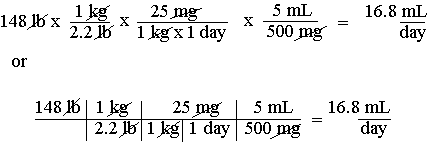 148 lb x 1 kg / 2.2 lb x 25 mg / 1 kg x 1 day x 5 mL / 500 mg = 16.8 mL / day
or
148 lb | 1 kg | 25 mg | 5 mL = 16.8 mL
| 2.2 lb | 1 kg | 1 day | 500 mg day